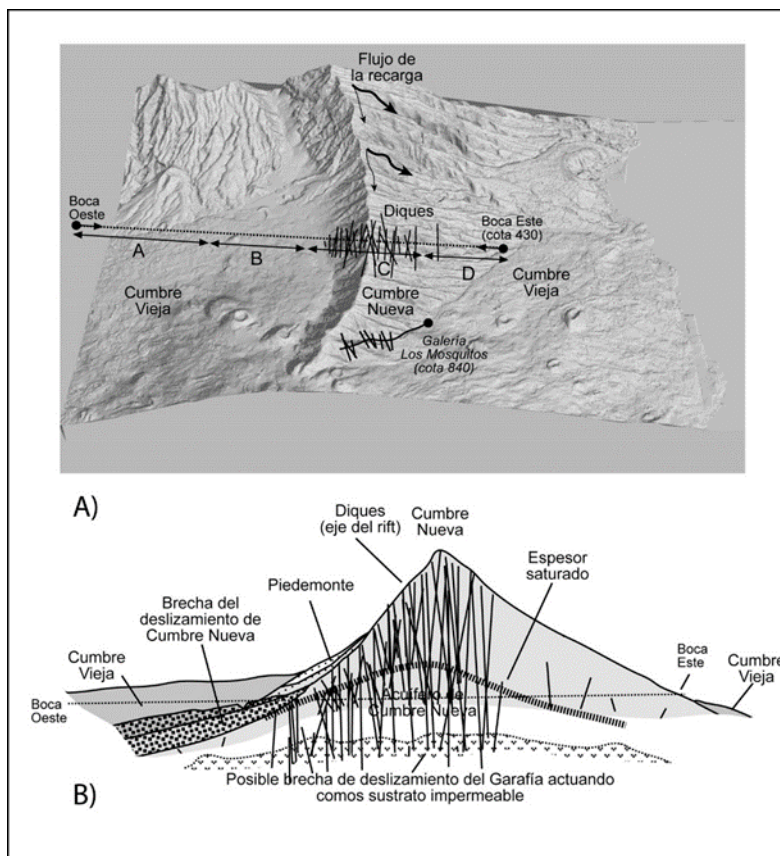 Flujo de
la recarga
Boca
Oeste
Diques
Boca Este
(cota 430)
A
B
C
D
Cumbre
Vieja
Cumbre
Nueva
Cumbre
Vieja
Galería
Los Mosquitos
(cota 840)
A)
Diques
(eje del rift)
Cumbre
Nueva
Espesor
saturado
Piedemonte
Brecha del
deslizamiento de
Cumbre Nueva
Cumbre
Vieja
Boca
Este
Cumbre
Vieja
Boca
Oeste
Acuífero de
Cumbre Nueva
Posible brecha de deslizamiento del Garafía actuando
comos sustrato impermeable
B)